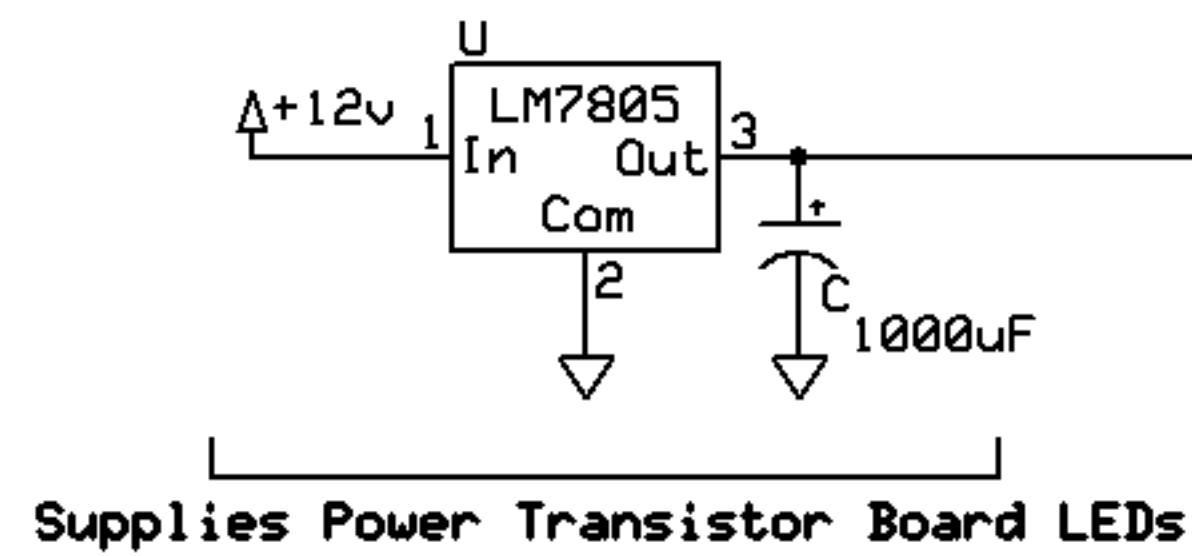 U
+12v
1
LM7805
3
In
Out
Com
+
2
C
1000uF
Supplies Power Transistor Board LEDs